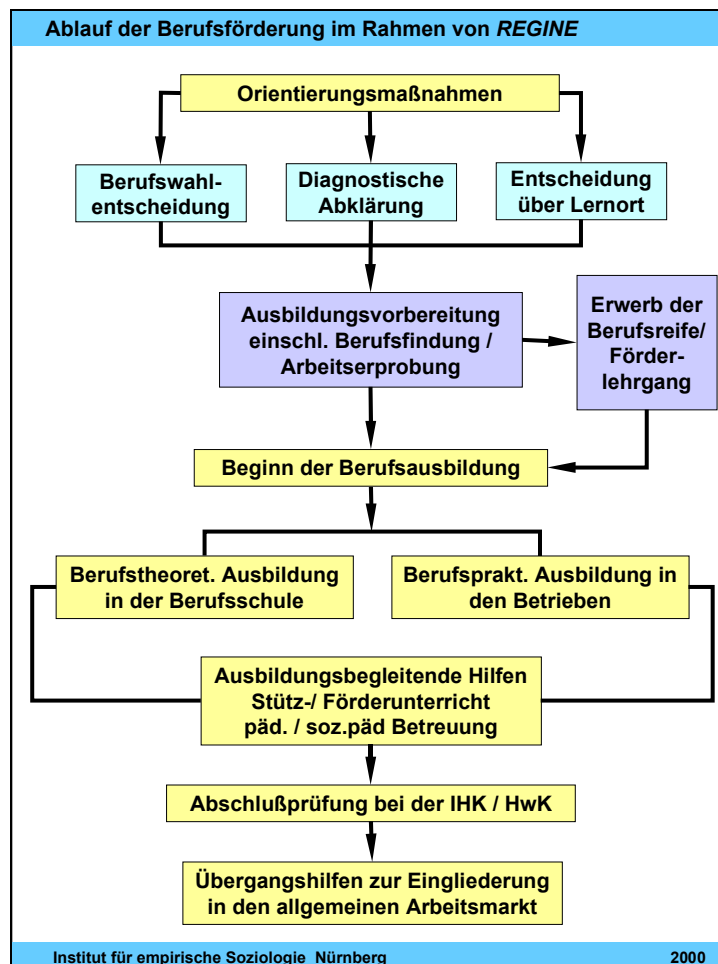 Ablauf der Berufsförderung im Rahmen von REGINE
Orientierungsmaßnahmen
Berufswahl-
entscheidung
Diagnostische
Abklärung
Entscheidung
über Lernort
Ausbildungsvorbereitung
einschl. Berufsfindung /
Arbeitserprobung
Erwerb der
Berufsreife/
Förder-
lehrgang
Beginn der Berufsausbildung
Berufstheoret. Ausbildung
in der Berufsschule
Berufsprakt. Ausbildung in
den Betrieben
Ausbildungsbegleitende Hilfen
Stütz-/ Förderunterricht
päd. / soz.päd Betreuung
Abschlußprüfung bei der IHK / HwK
Übergangshilfen zur Eingliederung
in den allgemeinen Arbeitsmarkt
Institut für empirische Soziologie Nürnberg 2000